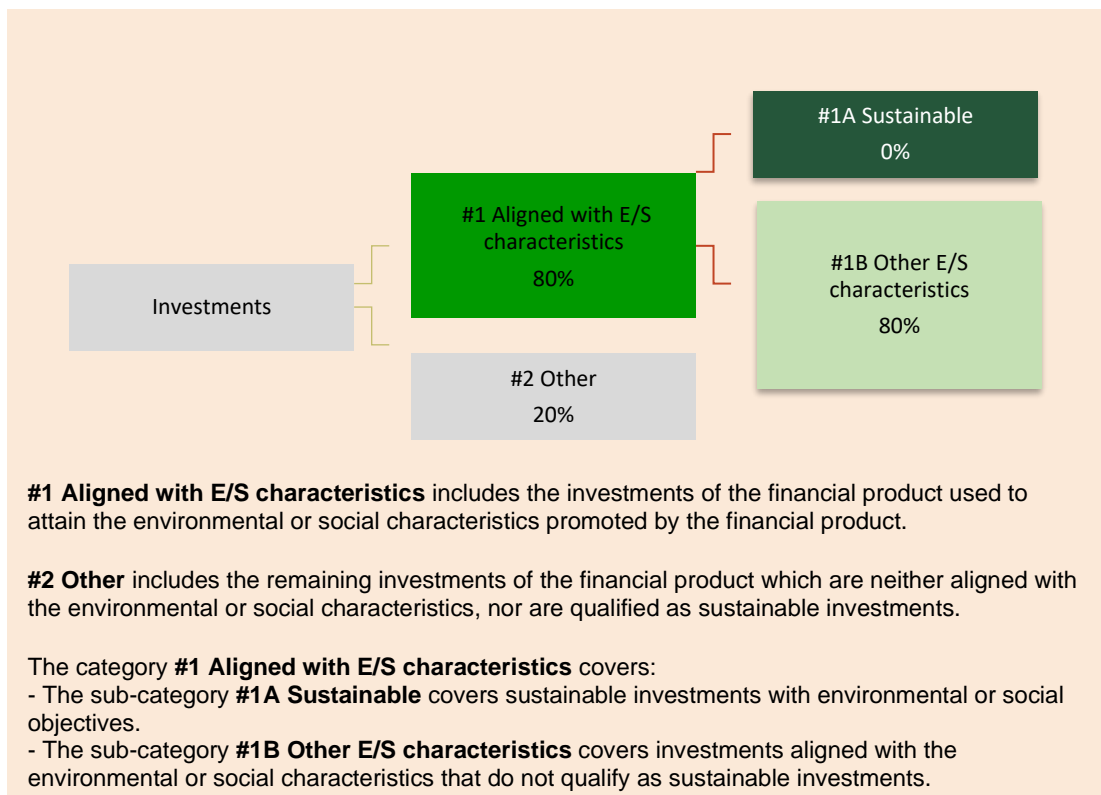 #1A Sustainable
0%
#1 Aligned with E/S
characteristics
80%
#1B Other E/S
characteristics
80%
Investments
#2 Other
20%
#1 Aligned with E/S characteristics includes the investments of the financial product used to
attain the environmental or social characteristics promoted by the financial product.
#2 Other includes the remaining investments of the financial product which are neither aligned with
the environmental or social characteristics, nor are qualified as sustainable investments.
The category #1 Aligned with E/S characteristics covers:
- The sub-category #1A Sustainable covers sustainable investments with environmental or social
objectives.
- The sub-category #1B Other E/S characteristics covers investments aligned with the
environmental or social characteristics that do not qualify as sustainable investments.